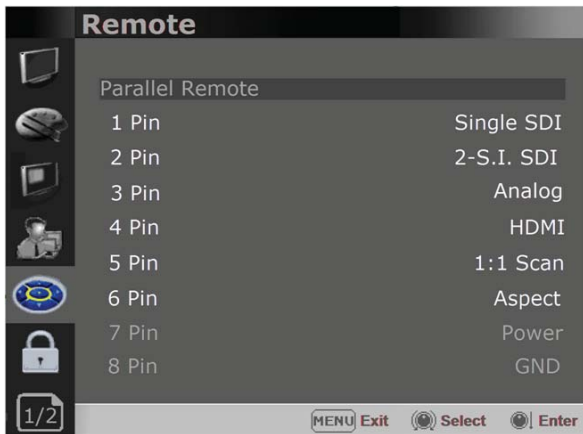 Remote
Parallel Remote
1 Pin Single SDI
2 Pin 2-S.I. SDI
3 Pin Analog
4 Pin HDMI
5 Pin 1:1 Scan
6 Pin Aspect
7 Pin Power
8 Pin GND
1/2 MENU Exit Select Enter